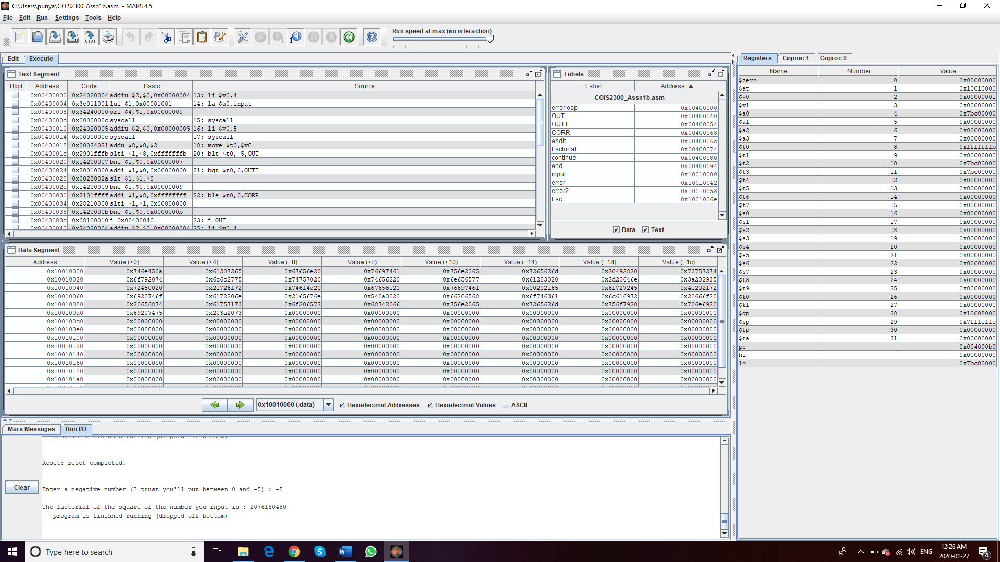 C:\Users\punya\COIS2300_Assn1b.asm - MARS 4.5
File Edit Run Settings Tools Help
Run speed at max (no interaction)
Edit Execute
Registers Coproc 1 Coproc 0
Text Segment
Bkpt Address Code Basic Source
0x00400000 0x24020004 addiu $2,$0,0x00000004 13: li $v0,4
0x00400004 0x3c011001 lui $1,0x00001001 14: la $a0,input
0x00400008 0x34240000 ori $4,$1,0x00000000
0x0040000c 0x0000000c syscall 15: syscall
0x00400010 0x24020005 addiu $2,$0,0x00000005 16: li $v0,5
0x00400014 0x0000000c syscall 17: syscall
0x00400018 0x00024021 addu $8,$0,$2 18: move $t0,$v0
0x0040001c 0x2901fffb slti $1,$8,0xfffffffb 20: blt $t0,-5,OUT
0x00400020 0x14200007 bne $1,$0,0x00000007
0x00400024 0x20010000 addi $1,$0,0x00000000 21: bgt $t0,0,OUTT
0x00400028 0x0028082a slt $1,$1,$8
0x0040002c 0x14200009 bne $1,$0,0x00000009
0x00400030 0x2101ffff addi $1,$8,0xffffffff 22: ble $t0,0,CORR
0x00400034 0x28210000 slti $1,$1,0x00000000
0x00400038 0x1420000b bne $1,$0,0x0000000b
0x0040003c 0x08100010 j 0x00400040 23: j OUT
0x00400040 0x24020004 addiu $2,$0,0x00000004 25: li $v0,4
Labels
Label Address ▲
COIS2300_Assn1b.asm
errorloop 0x00400000
OUT 0x00400040
OUTT 0x00400054
CORR 0x00400068
endit 0x0040006c
Factorial 0x00400074
continue 0x00400080
end 0x00400094
input 0x10010000
error 0x10010042
error2 0x10010058
Fac 0x1001006e
Data Text
Data Segment
Address Value (+0) Value (+4) Value (+8) Value (+c) Value (+10) Value (+14) Value (+18) Value (+1c)
0x10010000 0x746e450a 0x61207265 0x67656e20 0x76697461 0x756e2065 0x7265626d 0x20492820 0x73757274
0x10010020 0x6f792074 0x6c6c2775 0x74757020 0x74656220 0x6e656577 0x61203020 0x2d20646e 0x3a202935
0x10010040 0x72450020 0x21726f72 0x746f4e20 0x67656e20 0x76697461 0x00202165 0x6f727245 0x4e202172
0x10010060 0x6920746f 0x6172206e 0x2165676e 0x540a0020 0x66206568 0x6f746361 0x6c616972 0x20666f20
0x10010080 0x20656874 0x61757173 0x6f206572 0x68742066 0x756e2065 0x7265626d 0x756f7920 0x706e6920
0x100100a0 0x69207475 0x203a2073 0x00000000 0x00000000 0x00000000 0x00000000 0x00000000 0x00000000
0x100100c0 0x00000000 0x00000000 0x00000000 0x00000000 0x00000000 0x00000000 0x00000000 0x00000000
0x100100e0 0x00000000 0x00000000 0x00000000 0x00000000 0x00000000 0x00000000 0x00000000 0x00000000
0x10010100 0x00000000 0x00000000 0x00000000 0x00000000 0x00000000 0x00000000 0x00000000 0x00000000
0x10010120 0x00000000 0x00000000 0x00000000 0x00000000 0x00000000 0x00000000 0x00000000 0x00000000
0x10010140 0x00000000 0x00000000 0x00000000 0x00000000 0x00000000 0x00000000 0x00000000 0x00000000
0x10010160 0x00000000 0x00000000 0x00000000 0x00000000 0x00000000 0x00000000 0x00000000 0x00000000
0x10010180 0x00000000 0x00000000 0x00000000 0x00000000 0x00000000 0x00000000 0x00000000 0x00000000
0x100101a0 0x00000000 0x00000000 0x00000000 0x00000000 0x00000000 0x00000000 0x00000000 0x00000000
0x10010000 (.data) Hexadecimal Addresses Hexadecimal Values ASCII
Mars Messages Run I/O
Clear
-- program is finished running (dropped off bottom) --
Reset: reset completed.
Enter a negative number (I trust you'll put between 0 and -5) : -5
The factorial of the square of the number you input is : 2076180480
-- program is finished running (dropped off bottom) --
Name Number Value
$zero 0 0x00000000
$at 1 0x10010000
$v0 2 0x00000001
$v1 3 0x00000000
$a0 4 0x7bc00000
$a1 5 0x00000000
$a2 6 0x00000000
$a3 7 0x00000000
$t0 8 0xfffffffb
$t1 9 0x00000000
$t2 10 0x7bc00000
$t3 11 0x7bc00000
$t4 12 0x00000000
$t5 13 0x00000000
$t6 14 0x00000000
$t7 15 0x00000000
$s0 16 0x00000000
$s1 17 0x00000000
$s2 18 0x00000000
$s3 19 0x00000000
$s4 20 0x00000000
$s5 21 0x00000000
$s6 22 0x00000000
$s7 23 0x00000000
$t8 24 0x00000000
$t9 25 0x00000000
$k0 26 0x00000000
$k1 27 0x00000000
$gp 28 0x10008000
$sp 29 0x7fffeffc
$fp 30 0x00000000
$ra 31 0x00000000
pc 0x004000b0
hi 0x00000000
lo 0x7bc00000
Type here to search
ENG
12:26 AM
2020-01-27
4